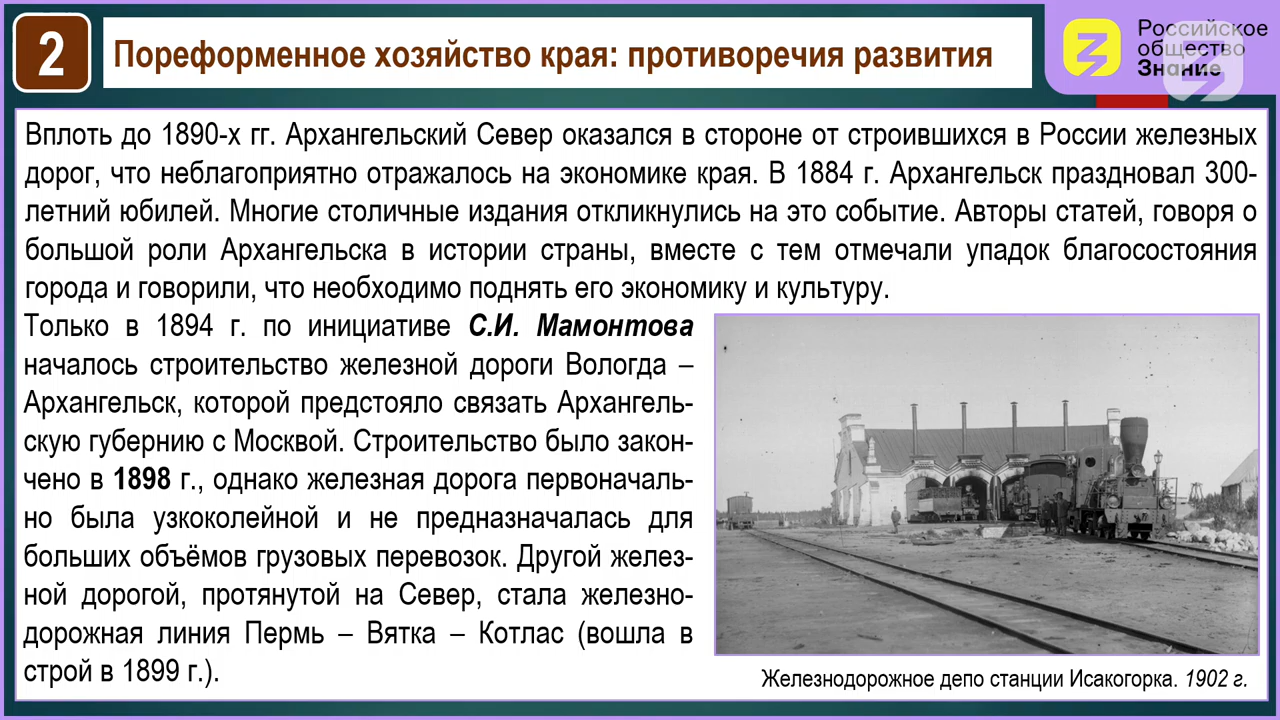 2
Пореформенное хозяйство края: противоречия развития
Российское
общество
Знание
Вплоть до 1890-х гг. Архангельский Север оказался в стороне от строившихся в России железных
дорог, что неблагоприятно отражалось на экономике края. В 1884 г. Архангельск праздновал 300-
летний юбилей. Многие столичные издания откликнулись на это событие. Авторы статей, говоря о
большой роли Архангельска в истории страны, вместе с тем отмечали упадок благосостояния
города и говорили, что необходимо поднять его экономику и культуру.
Только в 1894 г. по инициативе С.И. Мамонтова
началось строительство железной дороги Вологда –
Архангельск, которой предстояло связать Архангель-
скую губернию с Москвой. Строительство было закон-
чено в 1898 г., однако железная дорога первоначаль-
но была узкоколейной и не предназначалась для
больших объёмов грузовых перевозок. Другой желез-
ной дорогой, протянутой на Север, стала железно-
дорожная линия Пермь – Вятка – Котлас (вошла в
строй в 1899 г.).
Железнодорожное депо станции Исакогорка. 1902 г.